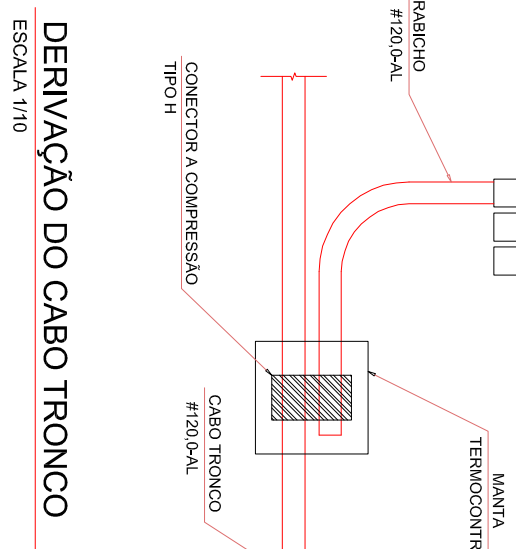 RABICHO
#120,0-AL
MANTA
CONECTOR A COMPRESSÃO
TIPO H
CABO TRONCO
#120,0-AL
DERIVAÇÃO DO CABO TRONCO
ESCALA 1/10